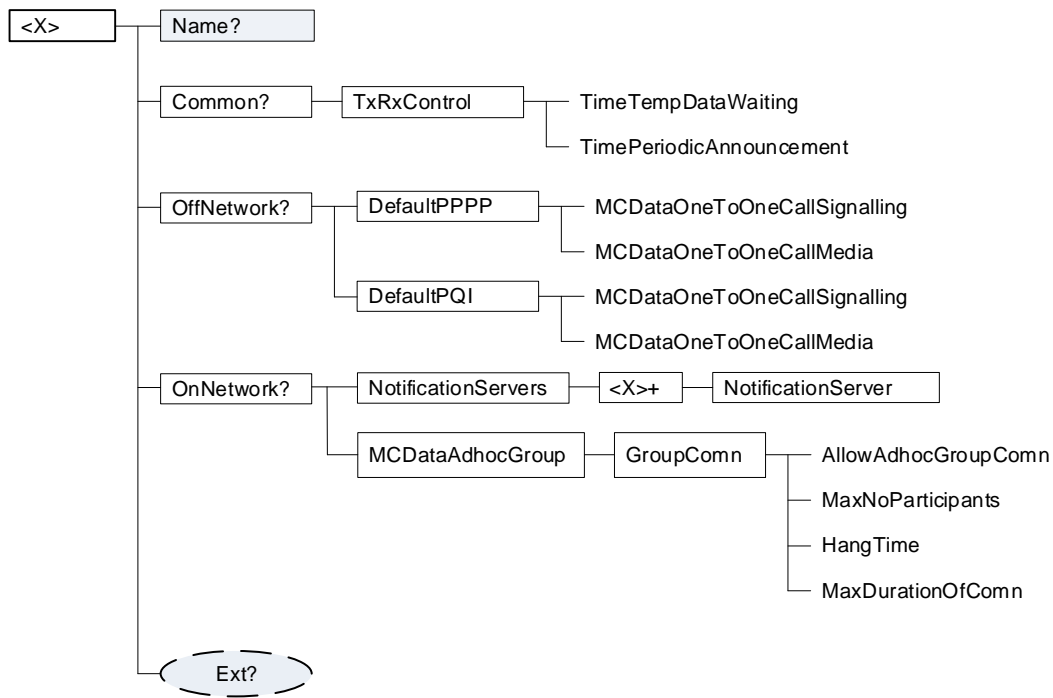 <X>
Name?
Common?
TxRxControl
TimeTempDataWaiting
TimePeriodicAnnouncement
OffNetwork?
DefaultPPPP
MCDataOneToOneCallSignalling
MCDataOneToOneCallMedia
DefaultPQI
MCDataOneToOneCallSignalling
MCDataOneToOneCallMedia
OnNetwork?
NotificationServers
<X>+
NotificationServer
MCDataAdhocGroup
GroupComn
AllowAdhocGroupComn
MaxNoParticipants
HangTime
MaxDurationOfComn
Ext?